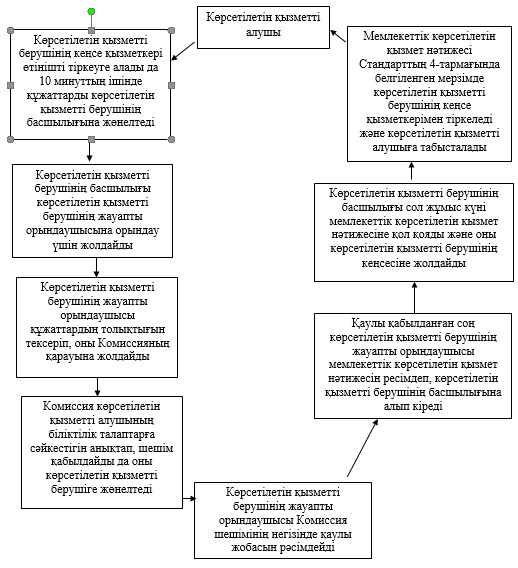 Көрсетілетін қызметті
алушы
Көрсетілетін қызметті
берушінің кеңсе қызметкері
өтінішті тіркеуге алады да
10 минуттың ішінде
құжаттарды көрсетілетін
қызметті берушінің
басшылығына жөнелтеді
Көрсетілетін қызметті
берушінің басшылығы
көрсетілетін қызметті
берушінің жауапты
орындаушысына орындау
үшін жолдайды
Көрсетілетін қызметті
берушінің жауапты
орындаушысы
құжаттардың толықтығын
тексеріп, оны Комиссияның
қарауына жолдайды
Комиссия көрсетілетін
қызметті алушының
біліктілік талаптарға
сәйкестігін анықтап, шешім
қабылдайды да оны
көрсетілетін қызметті
берушіге жөнелтеді
Көрсетілетін қызметті
берушінің жауапты
орындаушысы Комиссия
шешімінің негізінде қаулы
жобасын рәсімдейді
Қаулы қабылданған соң
көрсетілетін қызметті берушінің
жауапты орындаушысы
мемлекеттік көрсетілетін қызмет
нәтижесін ресімдеп, көрсетілетін
қызметті берушінің басшылығына
алып кіреді
Көрсетілетін қызметті берушінің
басшылығы сол жұмыс күні
мемлекеттік көрсетілетін қызмет
нәтижесіне қол қояды және оны
көрсетілетін қызметті берушінің
кеңсесіне жолдайды
Мемлекеттік көрсетілетін
қызмет нәтижесі
Стандарттың 4-тармағында
белгіленген мерзімде
көрсетілетін қызметті
берушінің кеңсе
қызметкерімен тіркеледі
және көрсетілетін қызметті
алушыға табысталады